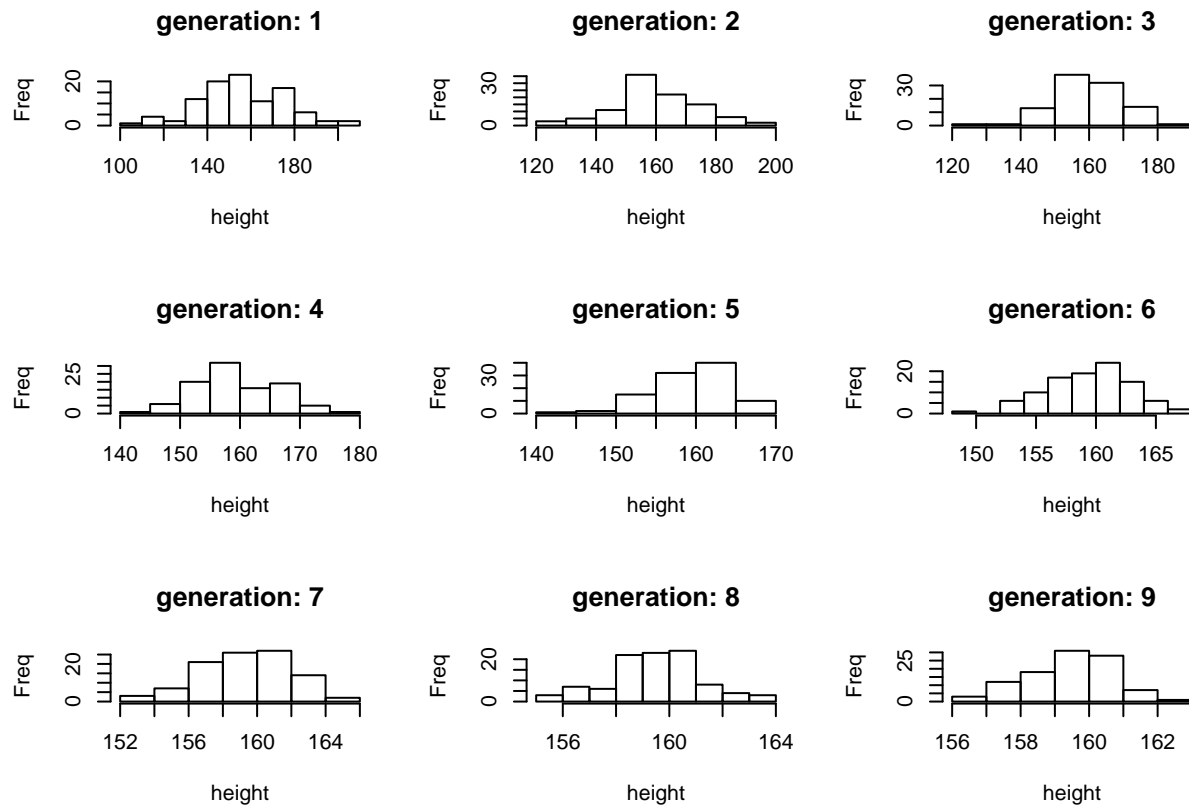 generation: 1
Freq
0 20
100 140 180
height
generation: 2
Freq
0 30
120 140 160 180 200
height
generation: 3
Freq
0 30
120 140 160 180
height
generation: 4
Freq
0 25
140 150 160 170 180
height
generation: 5
Freq
0 30
140 150 160 170
height
generation: 6
Freq
0 20
150 155 160 165
height
generation: 7
Freq
0 20
152 156 160 164
height
generation: 8
Freq
0 20
156 160 164
height
generation: 9
Freq
0 25
156 158 160 162
height